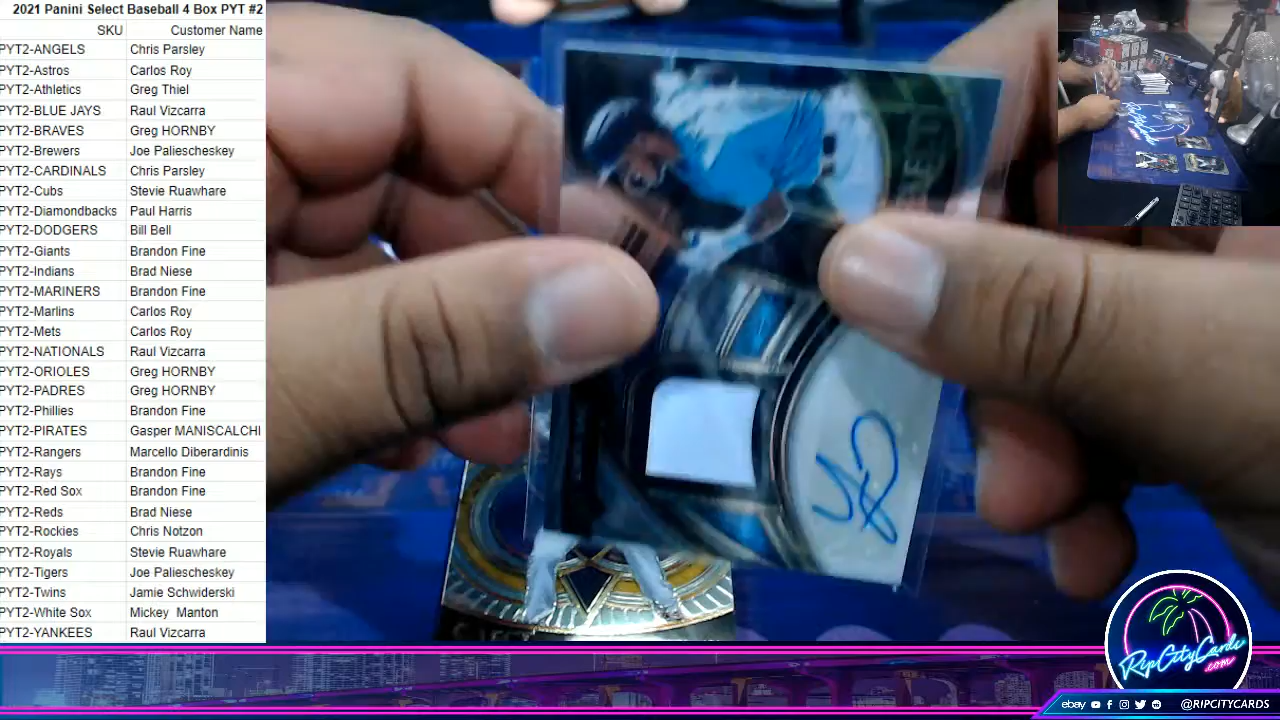 2021 Panini Select Baseball 4 Box PYT #2
SKU Customer Name
PYT2-ANGELS Chris Parsley
PYT2-Astros Carlos Roy
PYT2-Athletics Greg Thiel
PYT2-BLUE JAYS Raul Vizcarra
PYT2-BRAVES Greg HORNBY
PYT2-Brewers Joe Paliescheskey
PYT2-CARDINALS Chris Parsley
PYT2-Cubs Stevie Ruawhare
PYT2-Diamondbacks Paul Harris
PYT2-DODGERS Bill Bell
PYT2-Giants Brandon Fine
PYT2-Indians Brad Niese
PYT2-MARINERS Brandon Fine
PYT2-Marlins Carlos Roy
PYT2-Mets Carlos Roy
PYT2-NATIONALS Raul Vizcarra
PYT2-ORIOLES Greg HORNBY
PYT2-PADRES Greg HORNBY
PYT2-Phillies Brandon Fine
PYT2-PIRATES Gasper MANISCALCHI
PYT2-Rangers Marcello Diberardinis
PYT2-Rays Brandon Fine
PYT2-Red Sox Brandon Fine
PYT2-Reds Brad Niese
PYT2-Rockies Chris Notzon
PYT2-Royals Stevie Ruawhare
PYT2-Tigers Joe Paliescheskey
PYT2-Twins Jamie Schwiderski
PYT2-White Sox Mickey Manton
PYT2-YANKEES Raul Vizcarra
RipCityCards
.com
ebay @RIPCITYCARDS